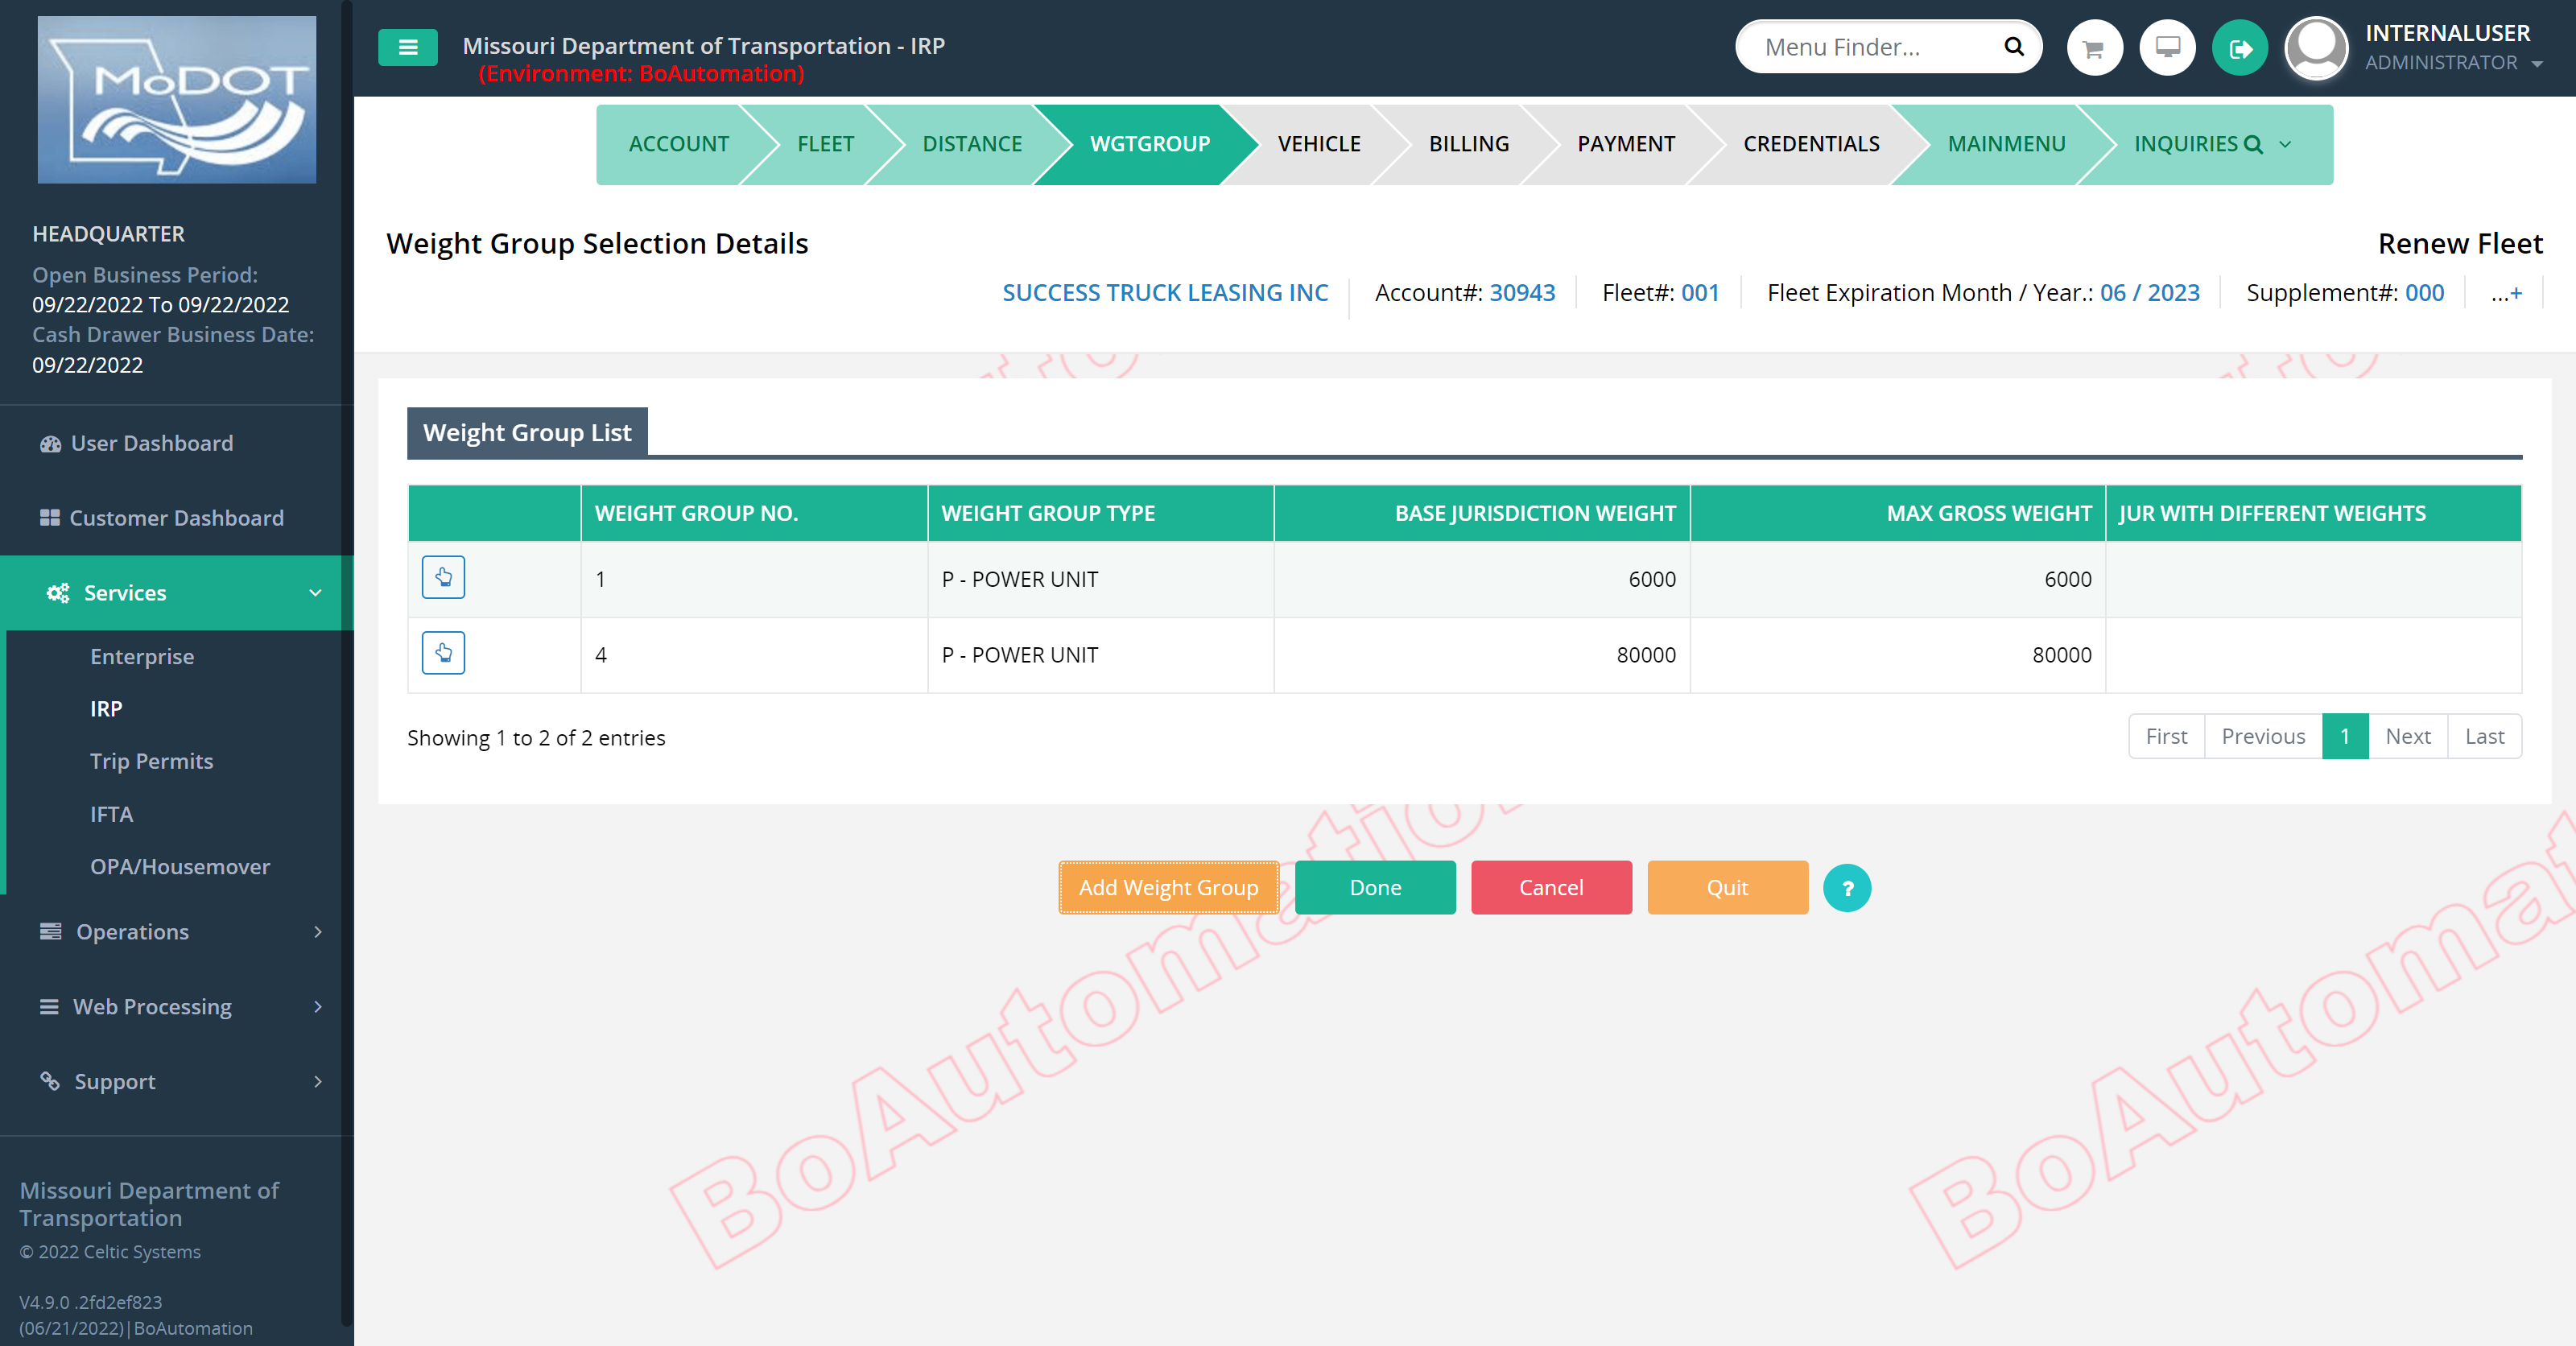 MoDOT
HEADQUARTER
Open Business Period:
09/22/2022 To 09/22/2022
Cash Drawer Business Date:
09/22/2022
User Dashboard
Customer Dashboard
Services
Enterprise
IRP
Trip Permits
IFTA
OPA/Housemover
Operations
Web Processing
Support
Missouri Department of
Transportation
© 2022 Celtic Systems
V4.9.0 .2fd2ef823
(06/21/2022)|BoAutomation
Missouri Department of Transportation - IRP
(Environment: BoAutomation)
Menu Finder...
INTERNALUSER
ADMINISTRATOR
ACCOUNT FLEET DISTANCE WGTGROUP VEHICLE BILLING PAYMENT CREDENTIALS MAINMENU INQUIRIES
Weight Group Selection Details Renew Fleet
SUCCESS TRUCK LEASING INC Account#: 30943 Fleet#: 001 Fleet Expiration Month / Year.: 06 / 2023 Supplement#: 000 ...+
Weight Group List
WEIGHT GROUP NO. WEIGHT GROUP TYPE BASE JURISDICTION WEIGHT MAX GROSS WEIGHT JUR WITH DIFFERENT WEIGHTS
1 P - POWER UNIT 6000 6000
4 P - POWER UNIT 80000 80000
Showing 1 to 2 of 2 entries First Previous 1 Next Last
Add Weight Group Done Cancel Quit ?
BoAutomatio
BoAutomat